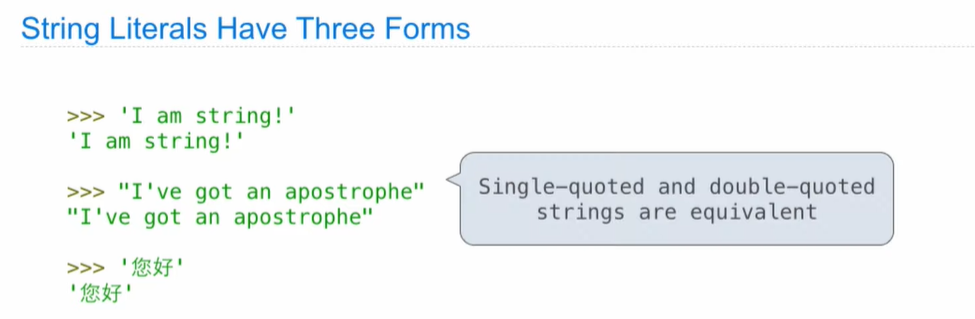 String Literals Have Three Forms
>>> 'I am string!'
'I am string!'
>>> "I've got an apostrophe"
"I've got an apostrophe"
Single-quoted and double-quoted
strings are equivalent
>>> '您好'
'您好'